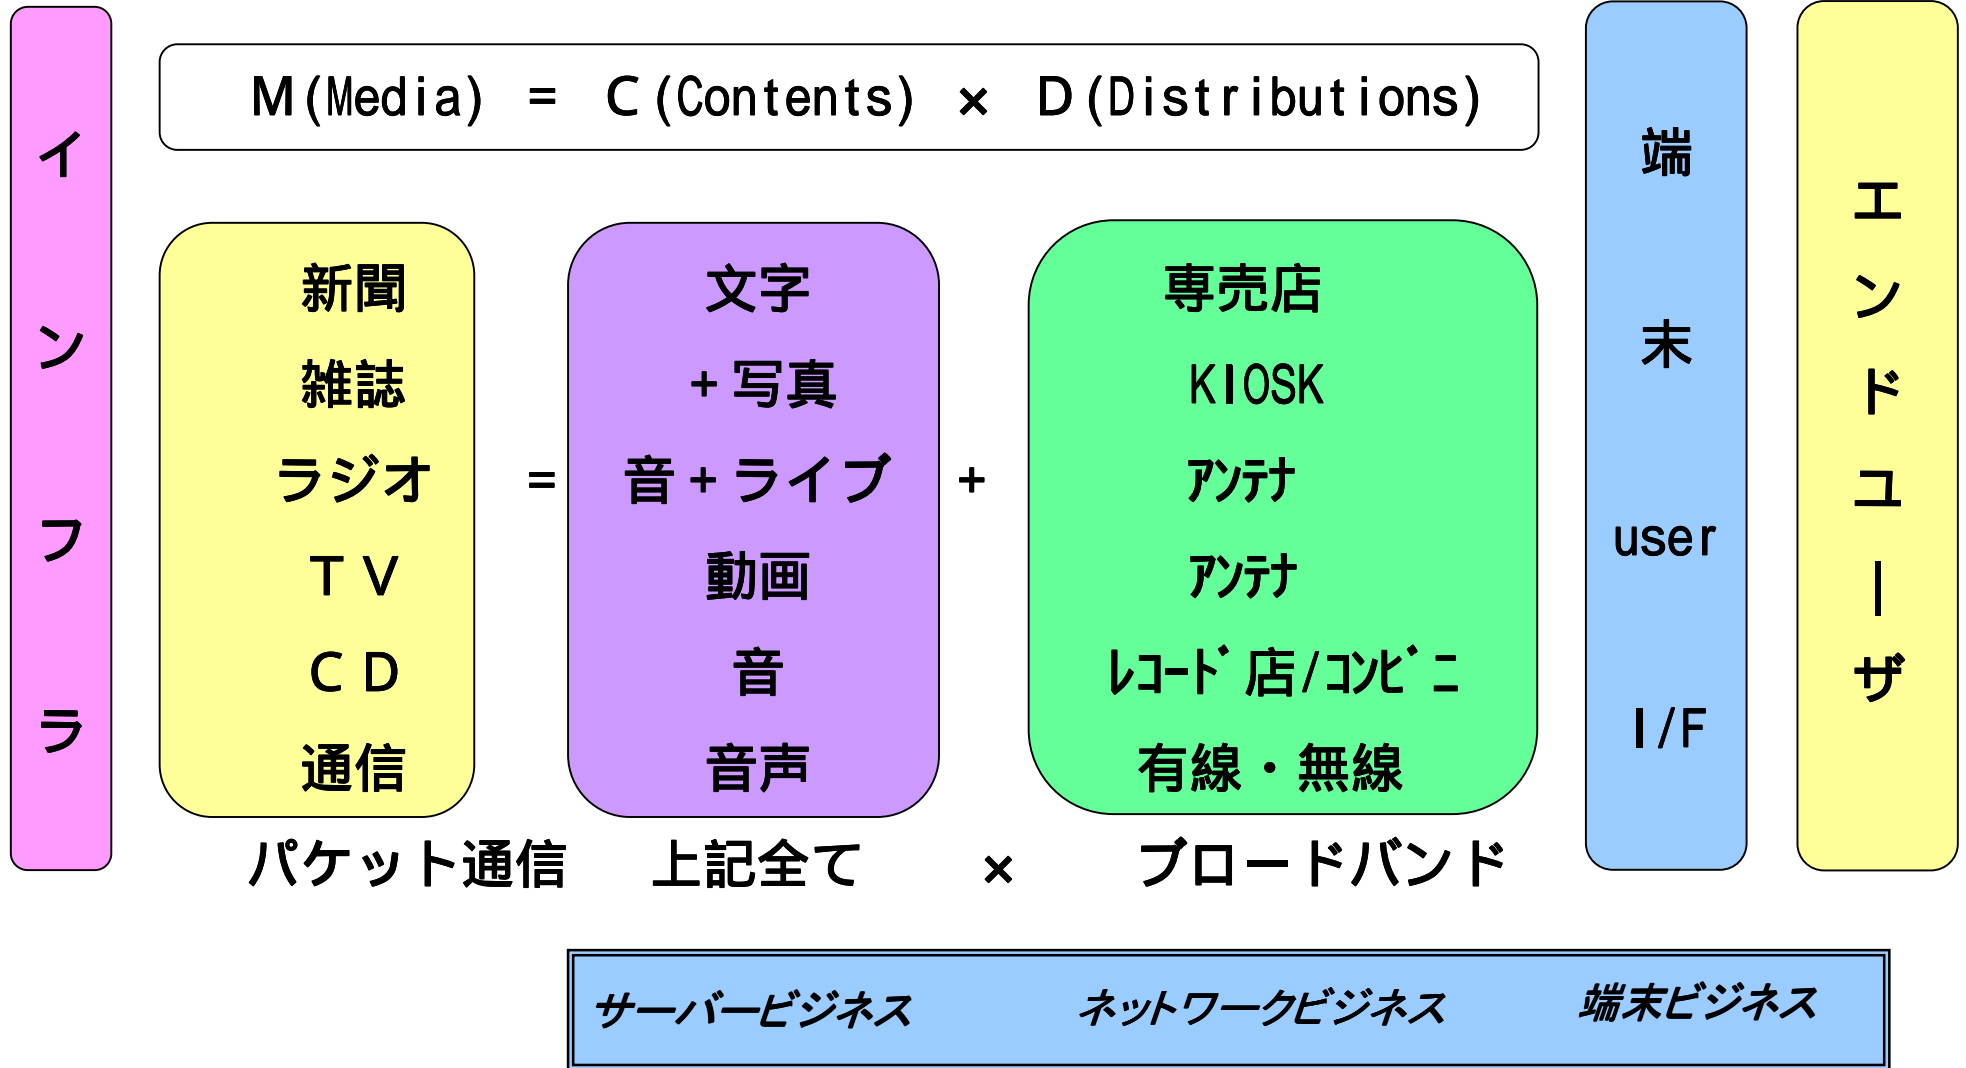 インフラ
M(Media) = C(Contents) × D(Distributions)
新聞
雑誌
ラジオ
TV
CD
通信
=
文字
+写真
音+ライブ
動画
音
音声
+
専売店
KIOSK
ｱﾝﾃﾅ
ｱﾝﾃﾅ
ﾚｺｰﾄﾞ店/ｺﾝﾋﾞﾆ
有線・無線
パケット通信 上記全て × ブロードバンド
端末
user
I/F
エンドユーザ
サーバービジネス ネットワークビジネス 端末ビジネス